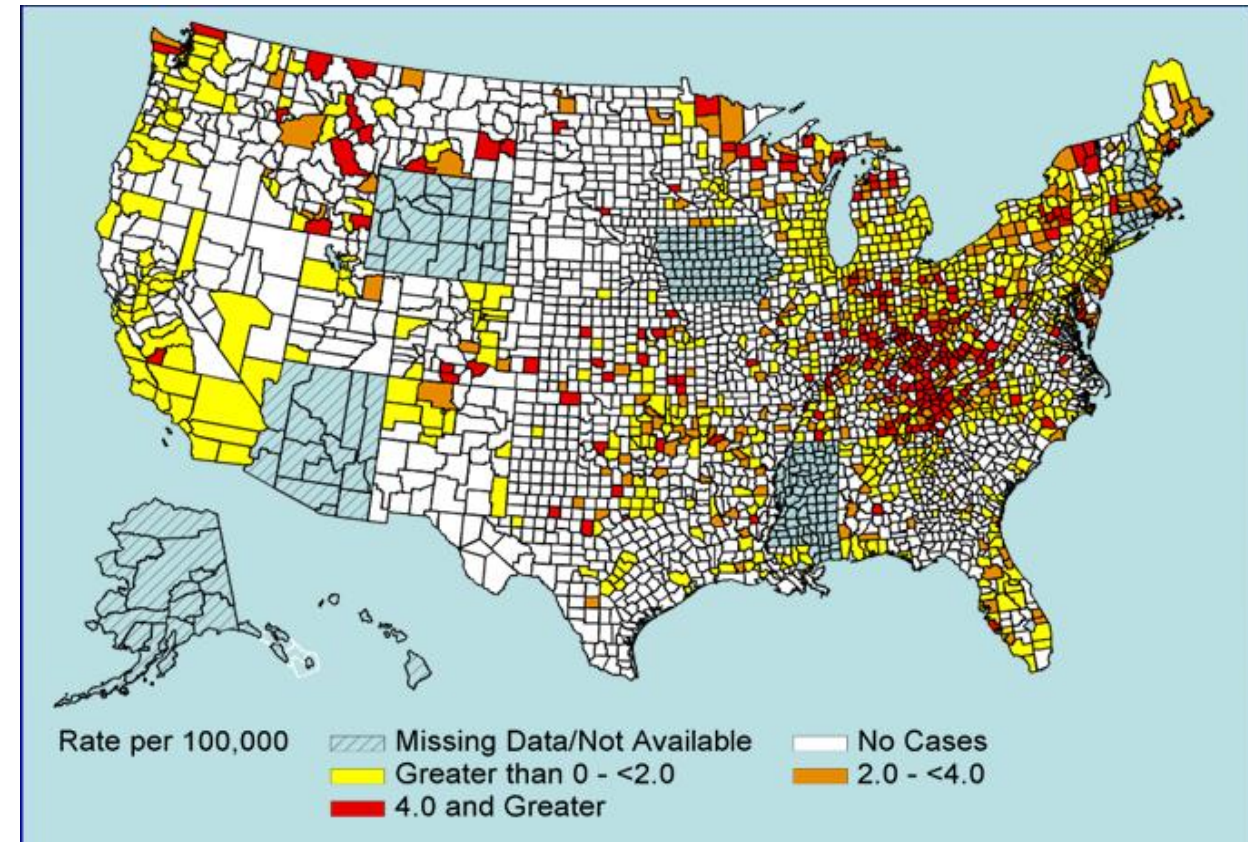 Rate per 100,000
Missing Data/Not Available
No Cases
Greater than 0 - <2.0
2.0 - <4.0
4.0 and Greater